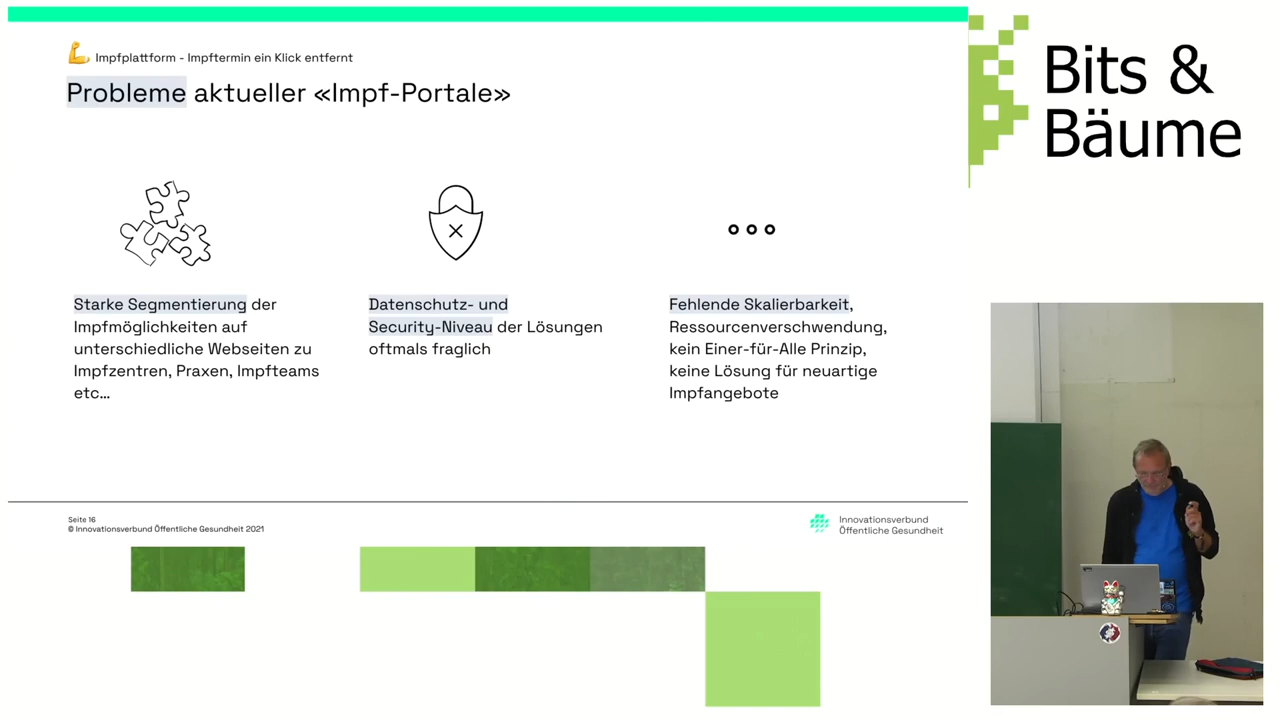 Impfplattform - Impftermin ein Klick entfernt
Probleme aktueller «Impf-Portale»
Starke Segmentierung der
Impfmöglichkeiten auf
unterschiedliche Webseiten zu
Impfzentren, Praxen, Impfteams
etc...
Datenschutz- und
Security-Niveau der Lösungen
oftmals fraglich
Fehlende Skalierbarkeit,
Ressourcenverschwendung,
kein Einer-für-Alle Prinzip,
keine Lösung für neuartige
Impfangebote
Seite 16
© Innovationsverbund Öffentliche Gesundheit 2021
Innovationsverbund
Öffentliche Gesundheit
Bits &
Bäume